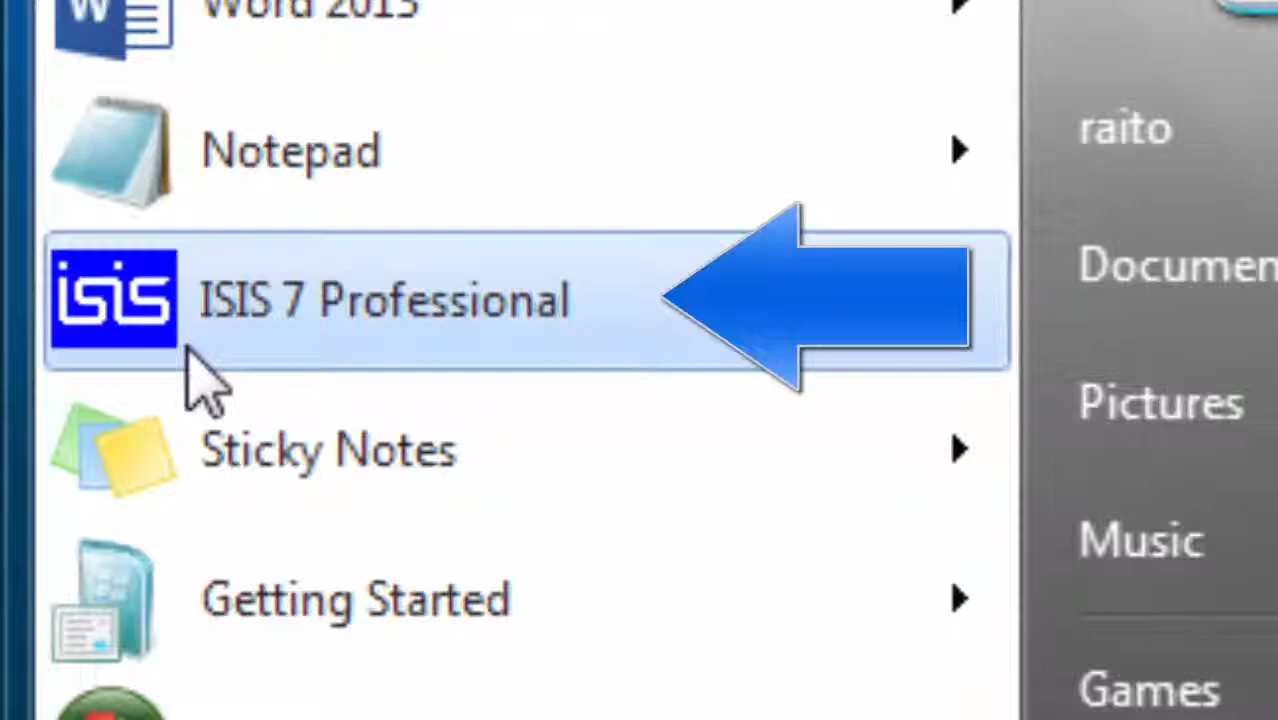 Word 2013
Notepad
isis ISIS 7 Professional
Sticky Notes
Getting Started
raito
Documen
Pictures
Music
Games